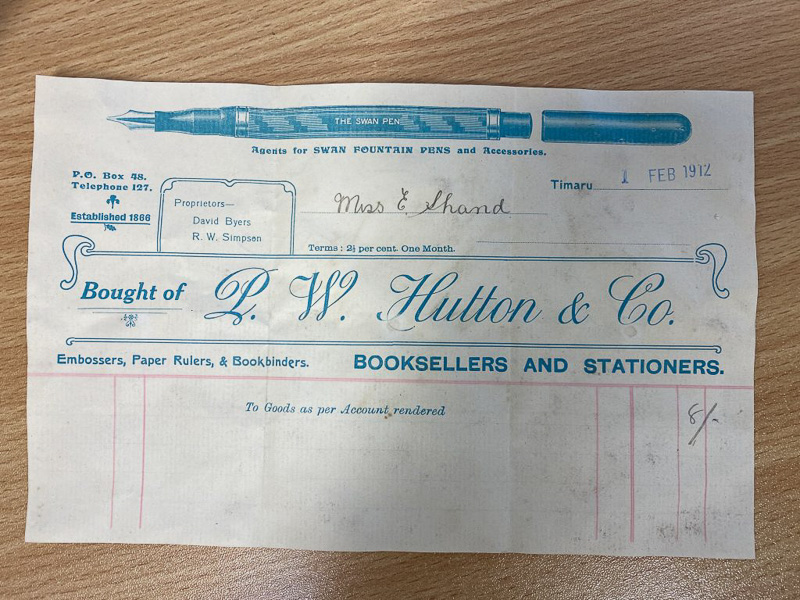 THE SWAN PEN
Agents for SWAN FOUNTAIN PENS and Accessories.
P.O. Box 48.
Telephone 127.
Established 1866
Proprietors—
David Byers
R. W. Simpson
Miss E Shand
Timaru 1 FEB 1912
Terms: 2½ per cent. One Month.
Bought of P. W. Hutton & Co.
Embossers, Paper Rulers, & Bookbinders. BOOKSELLERS AND STATIONERS.
To Goods as per Account rendered 8/-